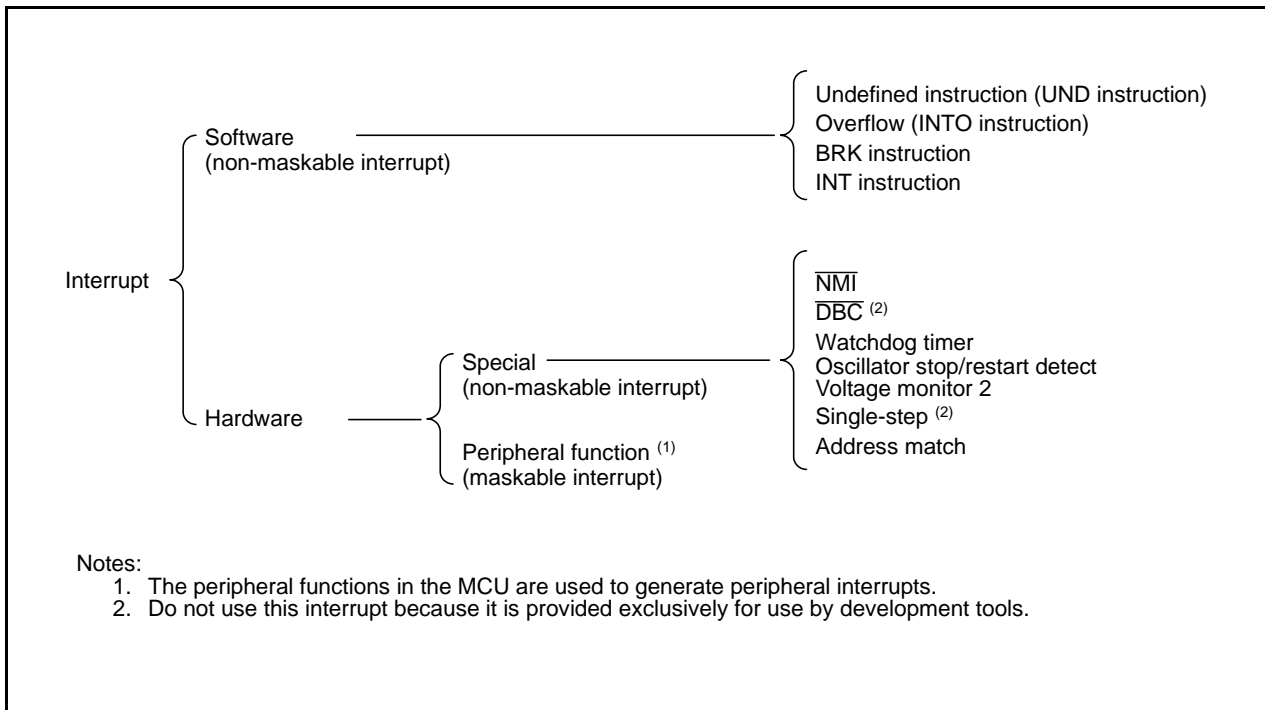 Undefined instruction (UND instruction)
Overflow (INTO instruction)
BRK instruction
INT instruction
Software
(non-maskable interrupt)
Interrupt
NMI
DBC (2)
Watchdog timer
Oscillator stop/restart detect
Voltage monitor 2
Single-step (2)
Address match
Special
(non-maskable interrupt)
Hardware
Peripheral function (1)
(maskable interrupt)
Notes:
1. The peripheral functions in the MCU are used to generate peripheral interrupts.
2. Do not use this interrupt because it is provided exclusively for use by development tools.